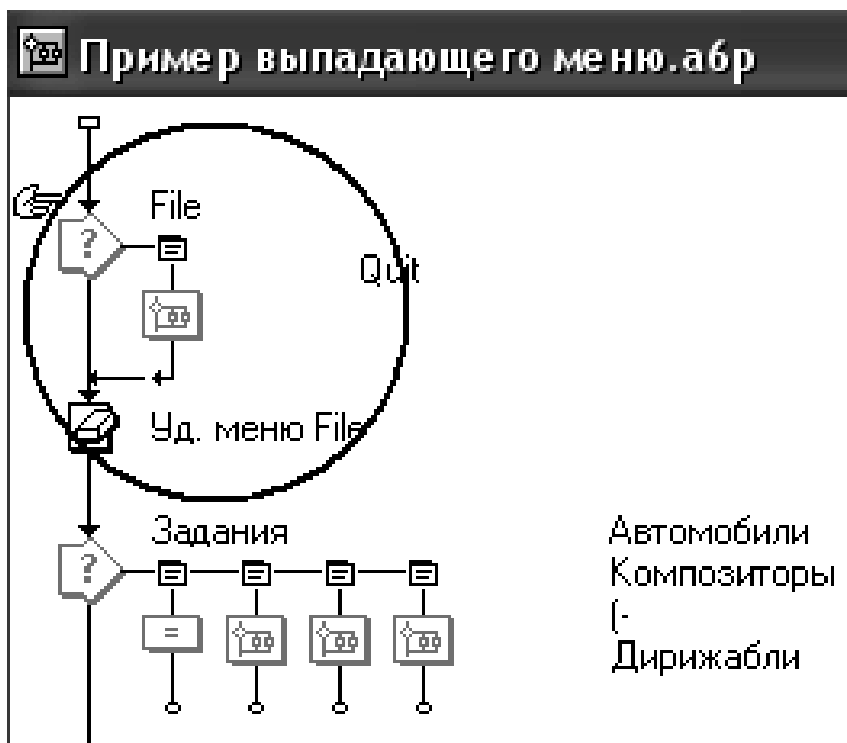 Пример выпадающего меню.a6p
File
Quit
Уд. меню File
Задания
Автомобили
Композиторы
(-
Дирижабли